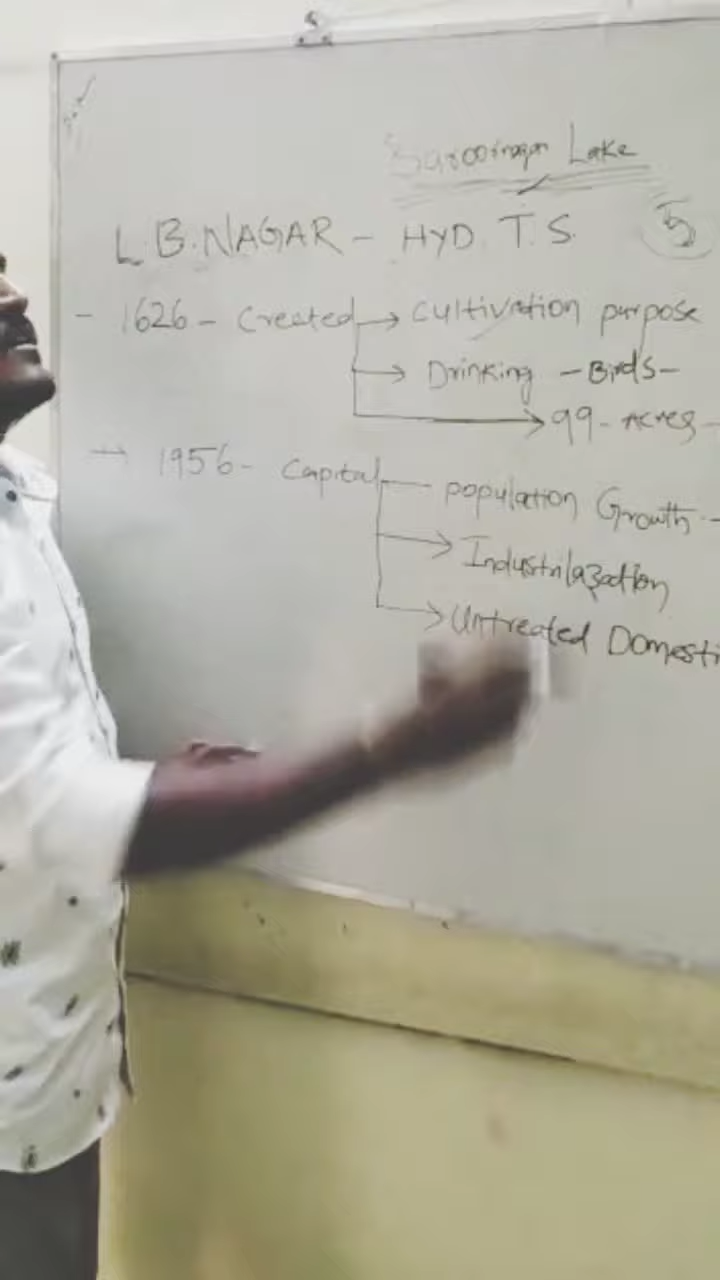 Saroornagar Lake
L.B.NAGAR - HYD. T.S. 5
- 1626 - Created → Cultivation purpose
→ Drinking - Birds -
→ 99 - Acres -
→ 1956 - Capital - population Growth -
→ Industrilazation
→ Untreated Domesti